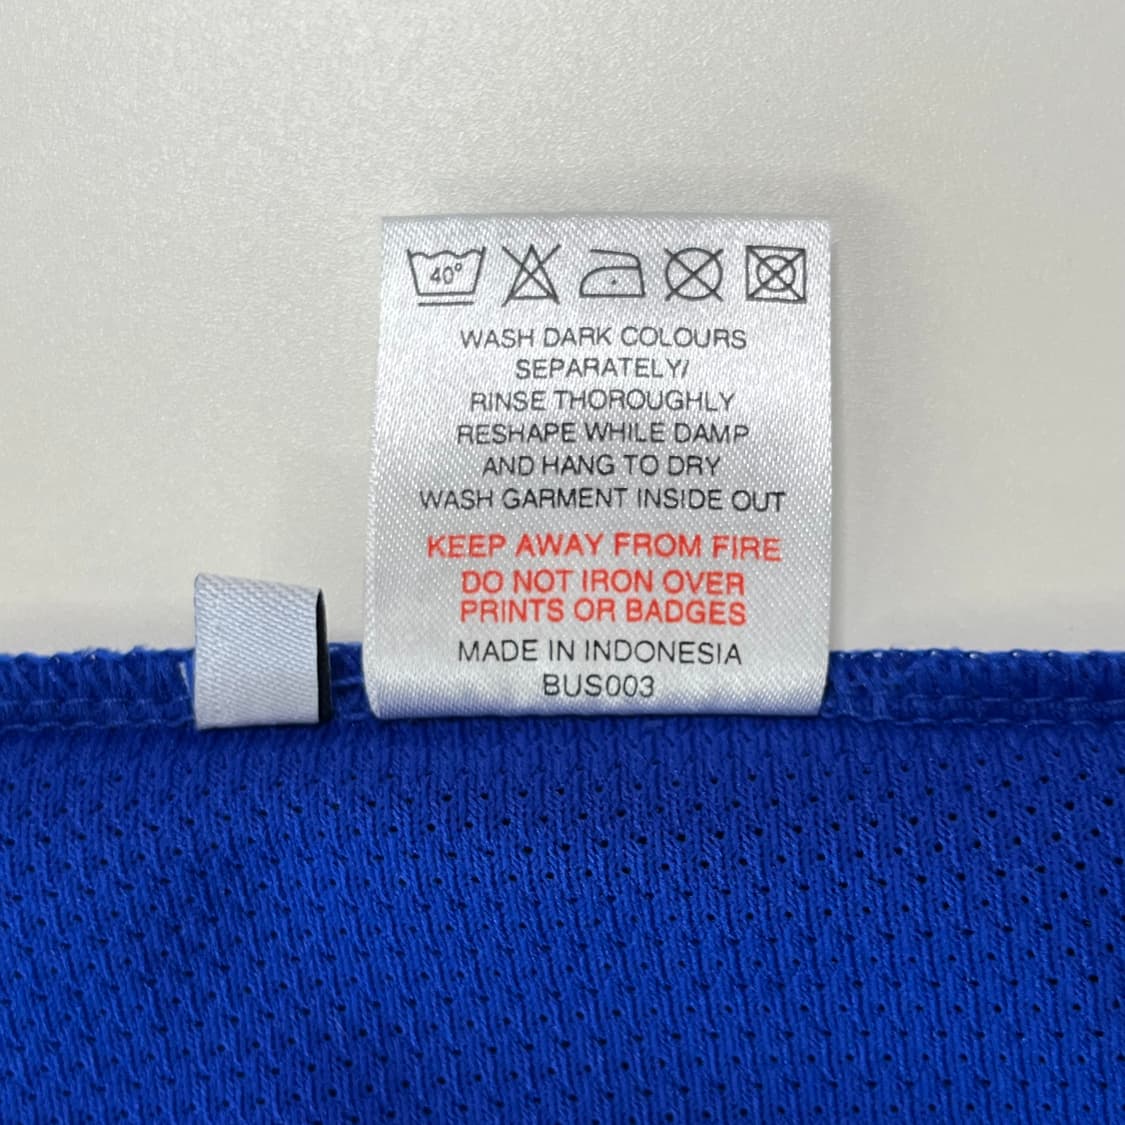 40°
WASH DARK COLOURS
SEPARATELY/
RINSE THOROUGHLY
RESHAPE WHILE DAMP
AND HANG TO DRY
WASH GARMENT INSIDE OUT
KEEP AWAY FROM FIRE
DO NOT IRON OVER
PRINTS OR BADGES
MADE IN INDONESIA
BUS003